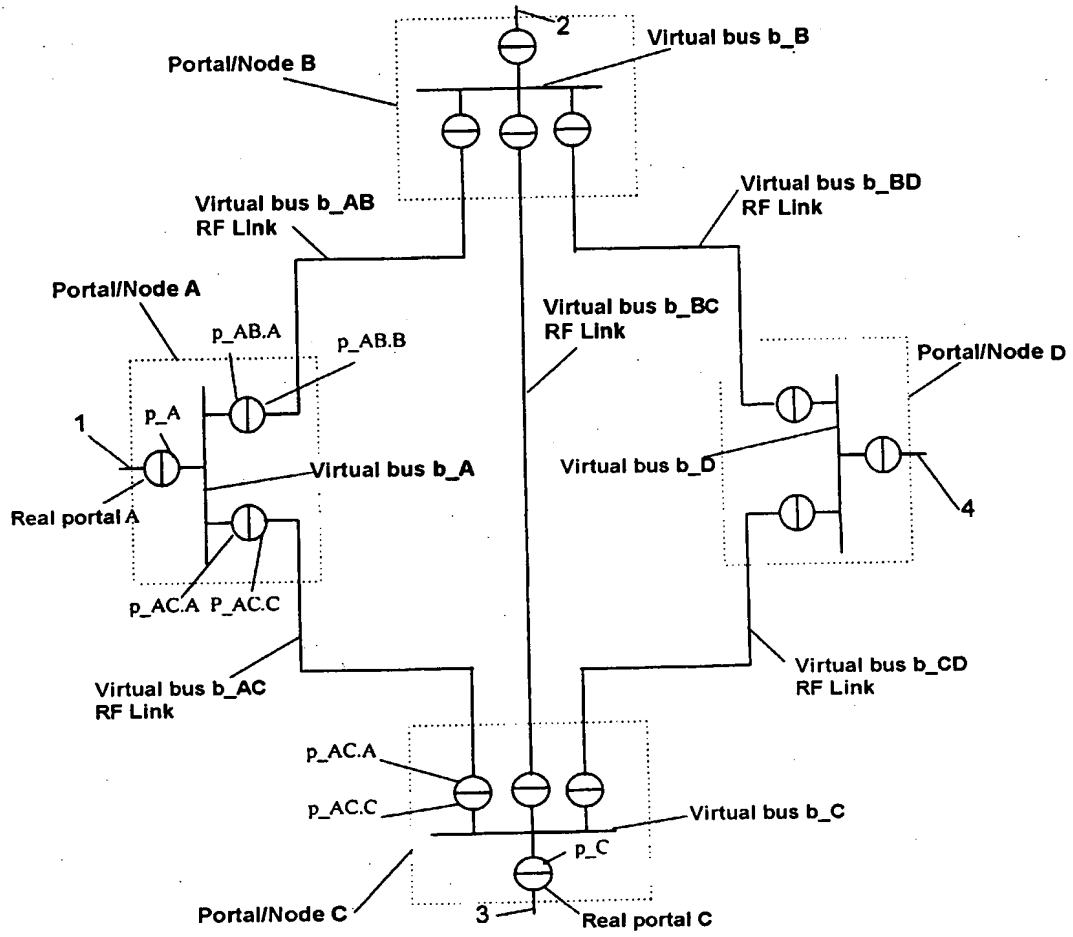 2
Virtual bus b_B
Portal/Node B
Virtual bus b_AB
RF Link
Virtual bus b_BD
RF Link
Portal/Node A
p_AB.A
p_AB.B
Virtual bus b_BC
RF Link
Portal/Node D
1
p_A
Virtual bus b_A
Virtual bus b_D
Real portal A
4
p_AC.A
P_AC.C
Virtual bus b_AC
RF Link
Virtual bus b_CD
RF Link
p_AC.A
p_AC.C
Virtual bus b_C
p_C
Portal/Node C
3
Real portal C